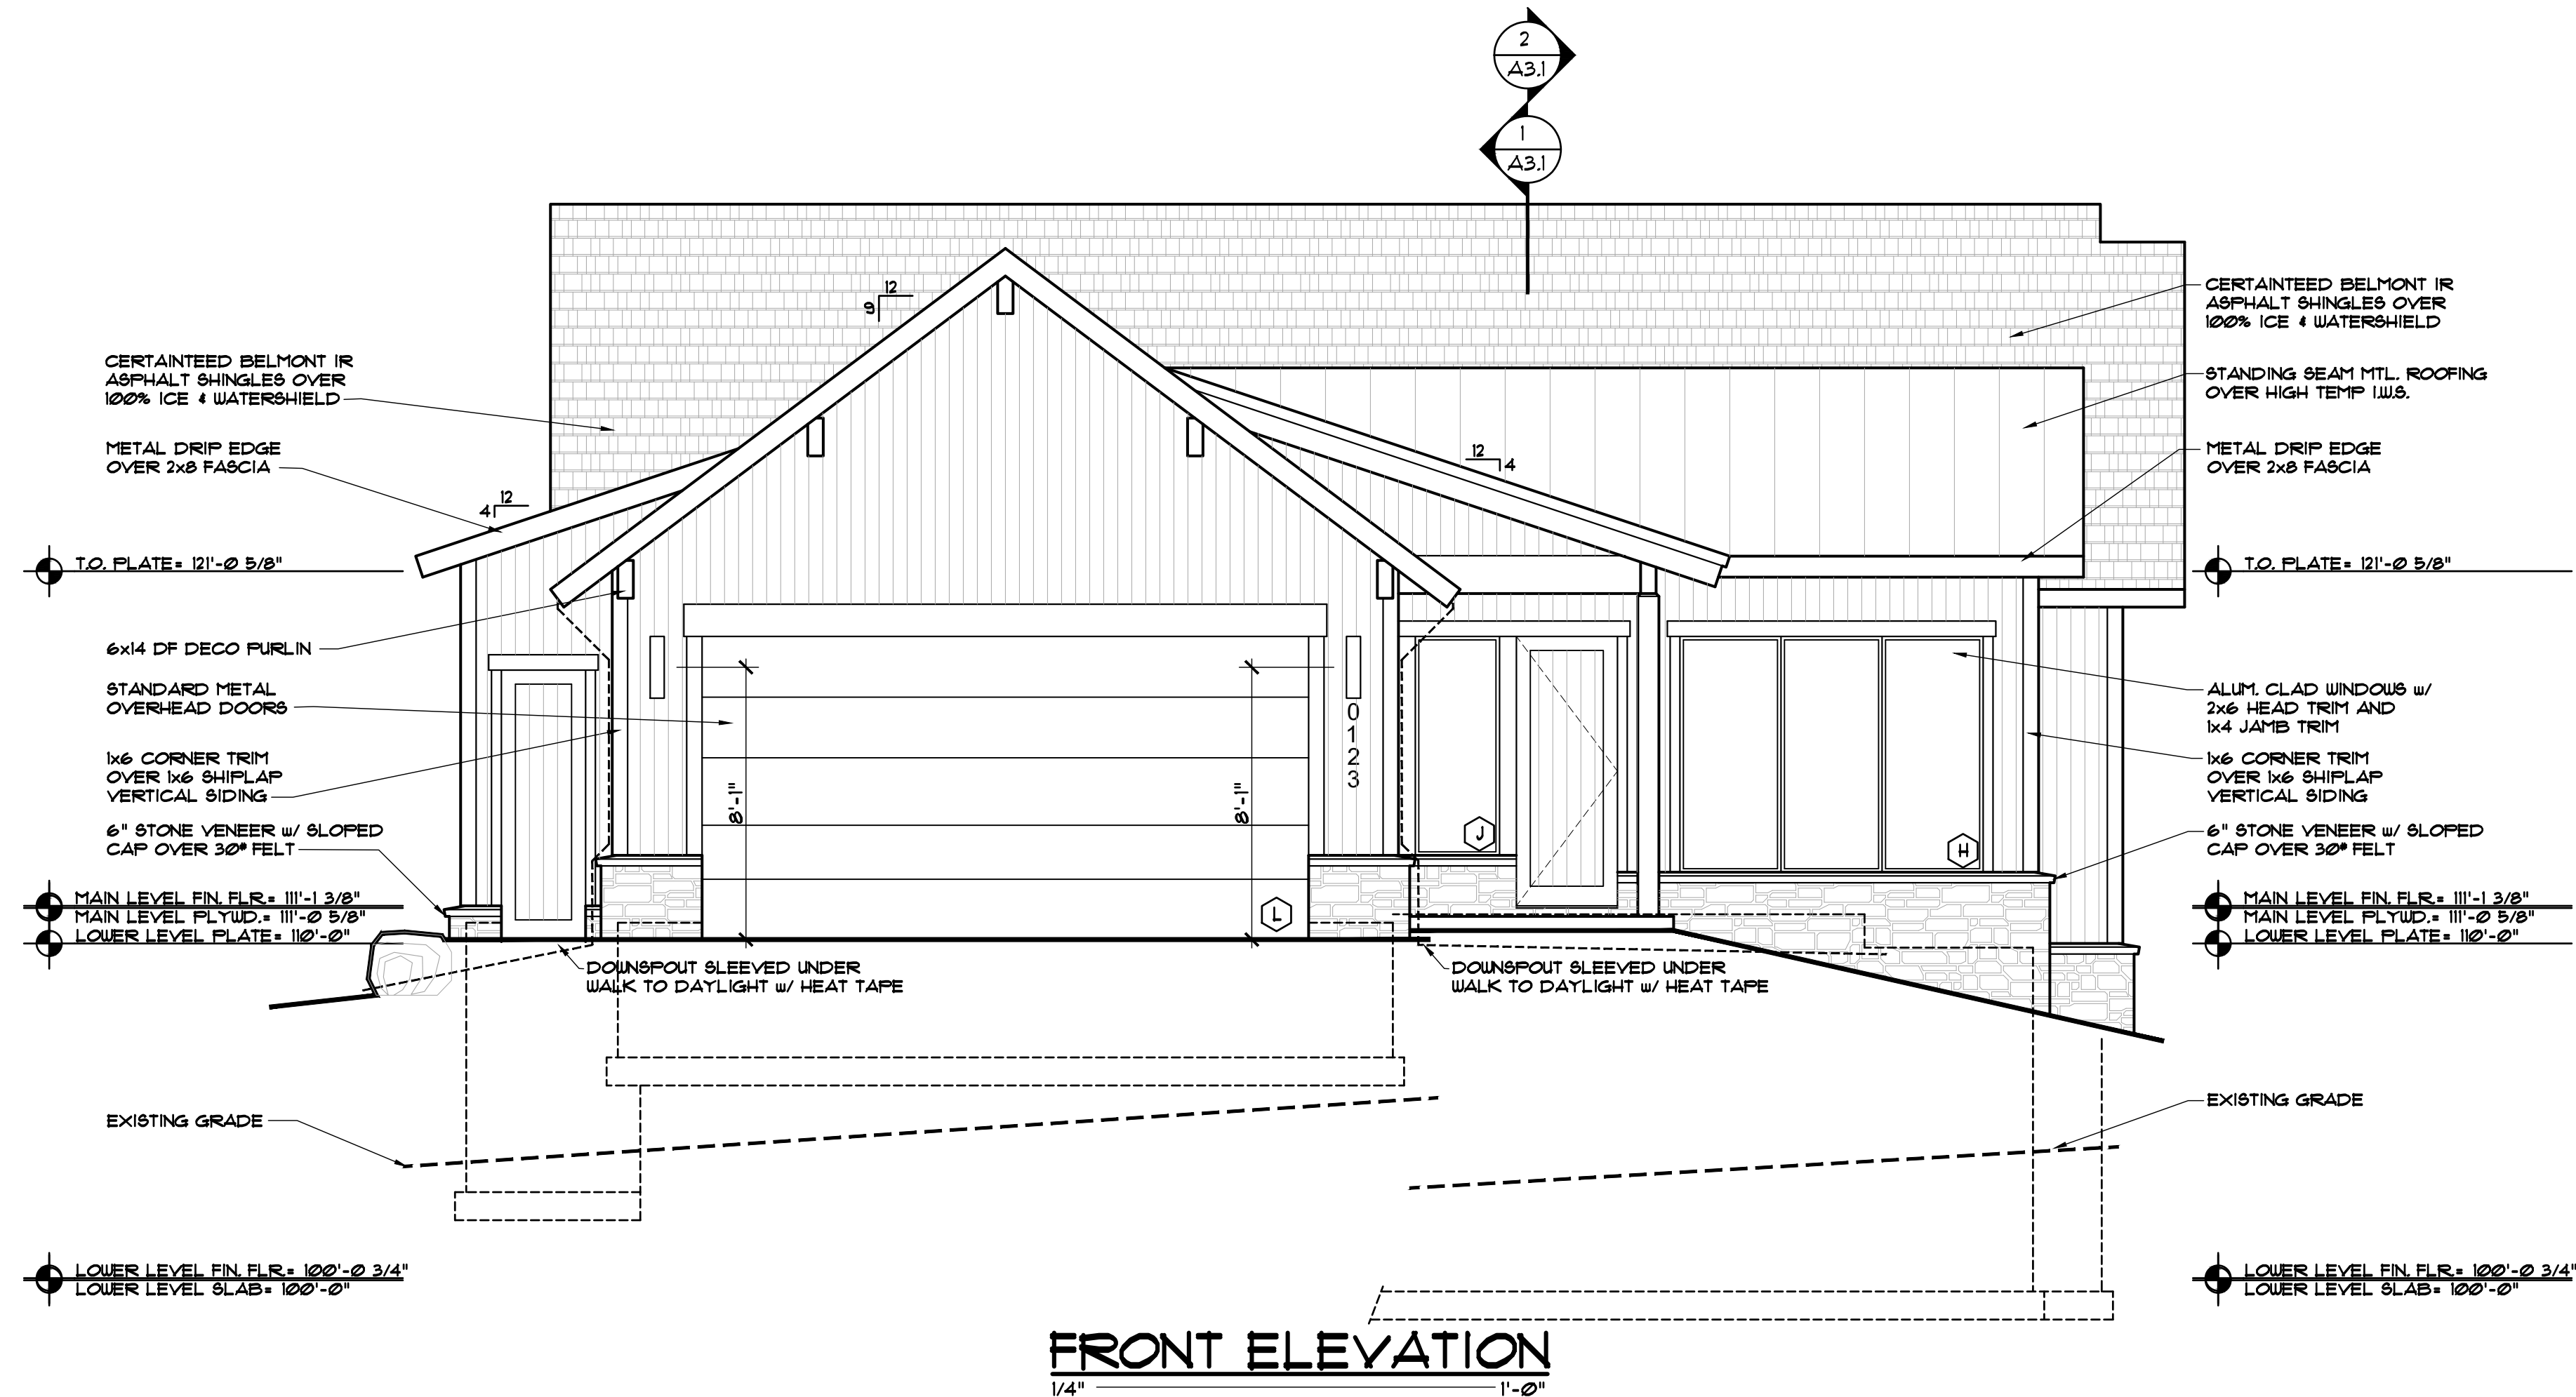 2
A3.1
1
A3.1
CERTAINTEED BELMONT IR
ASPHALT SHINGLES OVER
100% ICE & WATERSHIELD
METAL DRIP EDGE
OVER 2x8 FASCIA
T.O. PLATE= 121'-0 5/8"
6x14 DF DECO PURLIN
STANDARD METAL
OVERHEAD DOORS
1x6 CORNER TRIM
OVER 1x6 SHIPLAP
VERTICAL SIDING
6" STONE VENEER w/ SLOPED
CAP OVER 30# FELT
MAIN LEVEL FIN. FLR.= 111'-1 3/8"
MAIN LEVEL PLYWD.= 111'-0 5/8"
LOWER LEVEL PLATE= 110'-0"
EXISTING GRADE
LOWER LEVEL FIN. FLR.= 100'-0 3/4"
LOWER LEVEL SLAB= 100'-0"
12
9
12
4
12
4
8'-1"
8'-1"
0
1
2
3
J
H
L
DOWNSPOUT SLEEVED UNDER
WALK TO DAYLIGHT w/ HEAT TAPE
DOWNSPOUT SLEEVED UNDER
WALK TO DAYLIGHT w/ HEAT TAPE
CERTAINTEED BELMONT IR
ASPHALT SHINGLES OVER
100% ICE & WATERSHIELD
STANDING SEAM MTL. ROOFING
OVER HIGH TEMP I.W.S.
METAL DRIP EDGE
OVER 2x8 FASCIA
T.O. PLATE= 121'-0 5/8"
ALUM. CLAD WINDOWS w/
2x6 HEAD TRIM AND
1x4 JAMB TRIM
1x6 CORNER TRIM
OVER 1x6 SHIPLAP
VERTICAL SIDING
6" STONE VENEER w/ SLOPED
CAP OVER 30# FELT
MAIN LEVEL FIN. FLR.= 111'-1 3/8"
MAIN LEVEL PLYWD.= 111'-0 5/8"
LOWER LEVEL PLATE= 110'-0"
EXISTING GRADE
LOWER LEVEL FIN. FLR.= 100'-0 3/4"
LOWER LEVEL SLAB= 100'-0"
FRONT ELEVATION
1/4" 1'-0"